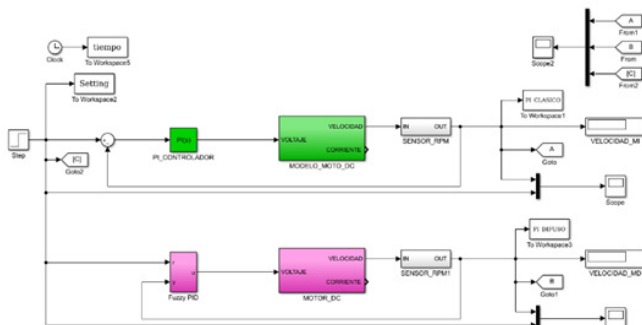 A
From1
tiempo
Clock
To Workspace5
B
From
Scope2
Setting
To Workspace2
[C]
From2
PI CLASICO
To Workspace1
VELOCIDAD
IN OUT
PI(s)
VOLTAJE
Step
CORRIENTE
SENSOR_RPM
VELOCIDAD_MI
[C]
PI_CONTROLADOR
A
Goto2
MODELO_MOTO_DC
Goto
Scope
PI DIFUSO
To Workspace3
VELOCIDAD
IN OUT
r
u
VOLTAJE
SENSOR_RPM1
VELOCIDAD_MD
CORRIENTE
B
Fuzzy PID
MOTOR_DC
Goto1